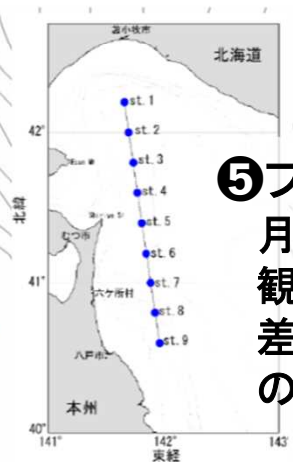 苫小牧市
北海道
st. 1
42°
st. 2
st. 3
st. 4
北緯
st. 5
むつ市
st. 6
41°
st. 7
六ケ所村
st. 8
st. 9
八戸市
本州
40°
141°
142°
143°
東経
❺フ
月
観
差
の